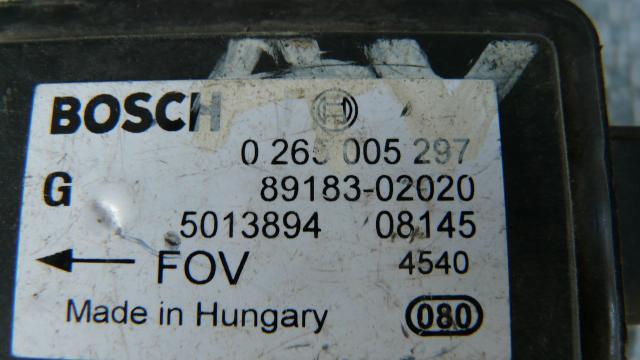 BOSCH
0 265 005 297
G 89183-02020
5013894 08145
FOV 4540
Made in Hungary 080